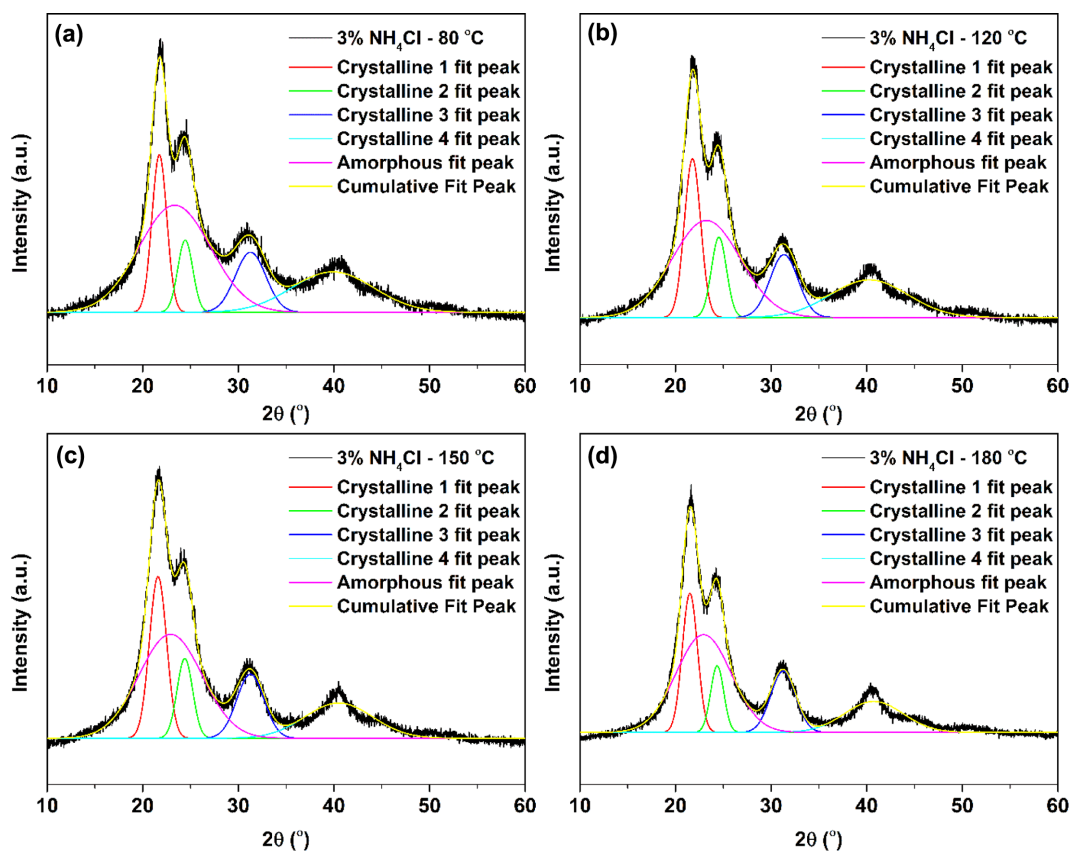 (a)
3% NH4Cl - 80 °C
Crystalline 1 fit peak
Crystalline 2 fit peak
Crystalline 3 fit peak
Crystalline 4 fit peak
Amorphous fit peak
Cumulative Fit Peak
Intensity (a.u.)
10 20 30 40 50 60
2θ (°)
(b)
3% NH4Cl - 120 °C
Crystalline 1 fit peak
Crystalline 2 fit peak
Crystalline 3 fit peak
Crystalline 4 fit peak
Amorphous fit peak
Cumulative Fit Peak
Intensity (a.u.)
10 20 30 40 50 60
2θ (°)
(c)
3% NH4Cl - 150 °C
Crystalline 1 fit peak
Crystalline 2 fit peak
Crystalline 3 fit peak
Crystalline 4 fit peak
Amorphous fit peak
Cumulative Fit Peak
Intensity (a.u.)
10 20 30 40 50 60
2θ (°)
(d)
3% NH4Cl - 180 °C
Crystalline 1 fit peak
Crystalline 2 fit peak
Crystalline 3 fit peak
Crystalline 4 fit peak
Amorphous fit peak
Cumulative Fit Peak
Intensity (a.u.)
10 20 30 40 50 60
2θ (°)